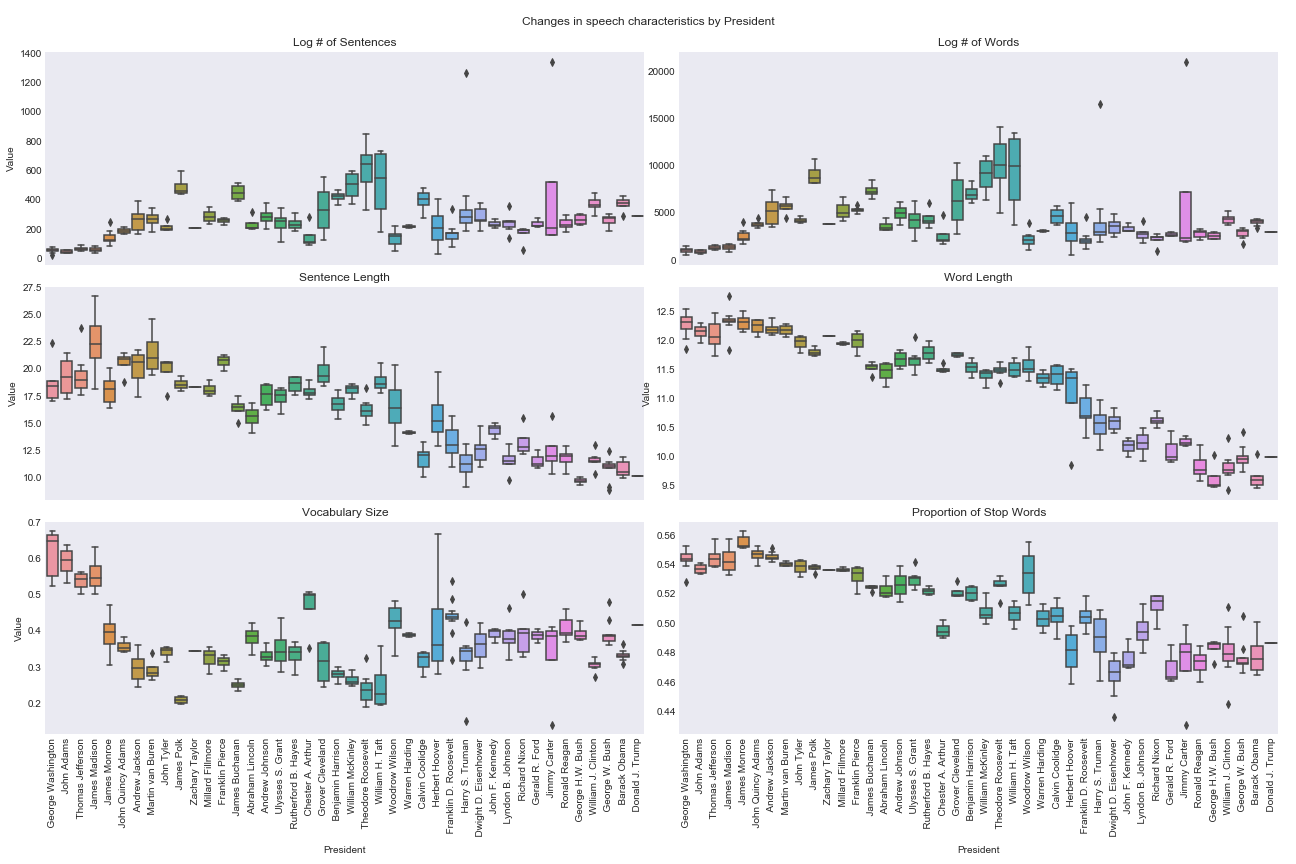 Changes in speech characteristics by President
Log # of Sentences
1400
1200
1000
800
600
400
200
0
Value
Log # of Words
20000
15000
10000
5000
0
Sentence Length
27.5
25.0
22.5
20.0
17.5
15.0
12.5
10.0
Value
Word Length
12.5
12.0
11.5
11.0
10.5
10.0
9.5
Value
Vocabulary Size
0.7
0.6
0.5
0.4
0.3
0.2
Value
George Washington
John Adams
Thomas Jefferson
James Madison
James Monroe
John Quincy Adams
Andrew Jackson
Martin van Buren
John Tyler
James Polk
Zachary Taylor
Millard Fillmore
Franklin Pierce
James Buchanan
Abraham Lincoln
Andrew Johnson
Ulysses S. Grant
Rutherford B. Hayes
Chester A. Arthur
Grover Cleveland
Benjamin Harrison
William McKinley
Theodore Roosevelt
William H. Taft
Woodrow Wilson
Warren Harding
Calvin Coolidge
Herbert Hoover
Franklin D. Roosevelt
Harry S. Truman
Dwight D. Eisenhower
John F. Kennedy
Lyndon B. Johnson
Richard Nixon
Gerald R. Ford
Jimmy Carter
Ronald Reagan
George H.W. Bush
William J. Clinton
George W. Bush
Barack Obama
Donald J. Trump
President
Proportion of Stop Words
0.56
0.54
0.52
0.50
0.48
0.46
0.44
George Washington
John Adams
Thomas Jefferson
James Madison
James Monroe
John Quincy Adams
Andrew Jackson
Martin van Buren
John Tyler
James Polk
Zachary Taylor
Millard Fillmore
Franklin Pierce
James Buchanan
Abraham Lincoln
Andrew Johnson
Ulysses S. Grant
Rutherford B. Hayes
Chester A. Arthur
Grover Cleveland
Benjamin Harrison
William McKinley
Theodore Roosevelt
William H. Taft
Woodrow Wilson
Warren Harding
Calvin Coolidge
Herbert Hoover
Franklin D. Roosevelt
Harry S. Truman
Dwight D. Eisenhower
John F. Kennedy
Lyndon B. Johnson
Richard Nixon
Gerald R. Ford
Jimmy Carter
Ronald Reagan
George H.W. Bush
William J. Clinton
George W. Bush
Barack Obama
Donald J. Trump
President